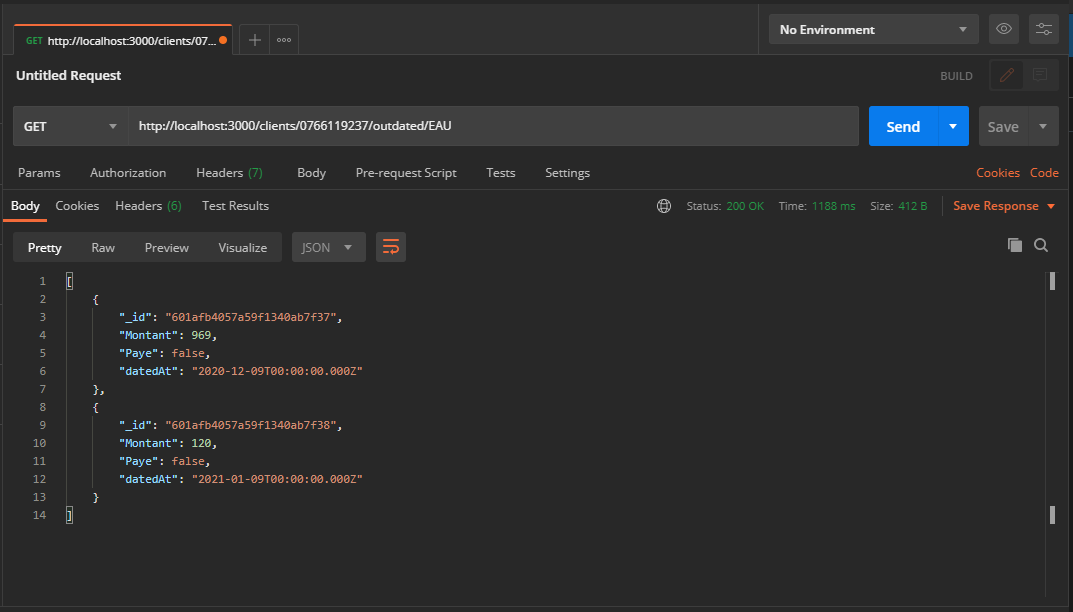 GET http://localhost:3000/clients/07...
No Environment
Untitled Request
BUILD
GET http://localhost:3000/clients/0766119237/outdated/EAU Send Save
Params Authorization Headers (7) Body Pre-request Script Tests Settings Cookies Code
Body Cookies Headers (6) Test Results Status: 200 OK Time: 1188 ms Size: 412 B Save Response
Pretty Raw Preview Visualize JSON
1 [
2 {
3 "_id": "601afb4057a59f1340ab7f37",
4 "Montant": 969,
5 "Paye": false,
6 "datedAt": "2020-12-09T00:00:00.000Z"
7 },
8 {
9 "_id": "601afb4057a59f1340ab7f38",
10 "Montant": 120,
11 "Paye": false,
12 "datedAt": "2021-01-09T00:00:00.000Z"
13 }
14 ]